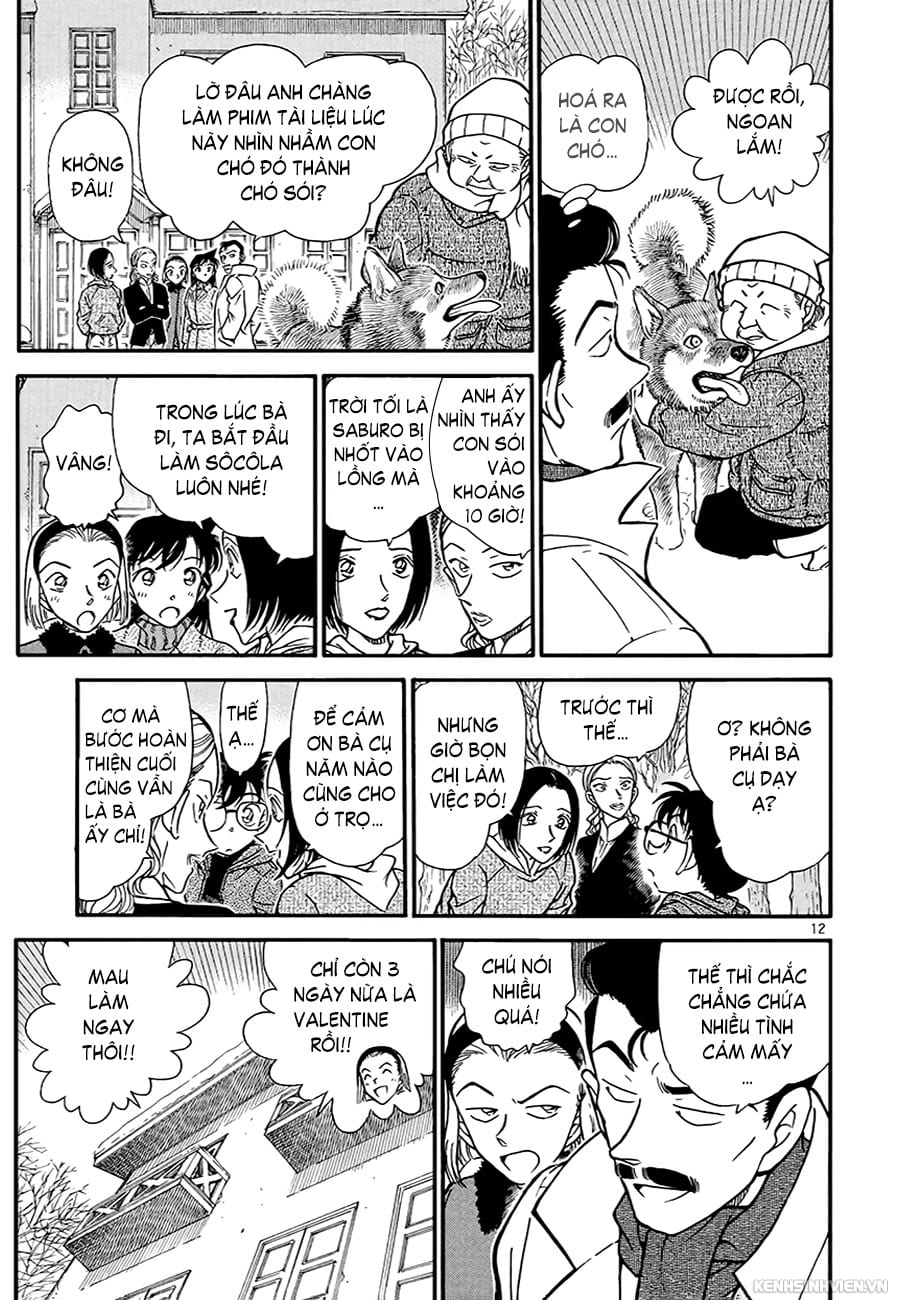 ĐƯỢC RỒI,
NGOAN
LẮM!
HOÁ RA
LÀ CON
CHÓ...
LỠ ĐÂU ANH CHÀNG
LÀM PHIM TÀI LIỆU LÚC
NÀY NHÌN NHẦM CON
CHÓ ĐÓ THÀNH
CHÓ SÓI?
KHÔNG
ĐÂU!
ANH ẤY
NHÌN THẤY
CON SÓI
VÀO
KHOẢNG
10 GIỜ!
TRỜI TỐI LÀ
SABURO BỊ
NHỐT VÀO
LỒNG MÀ
...
TRONG LÚC BÀ
ĐI, TA BẮT ĐẦU
LÀM SÔCÔLA
LUÔN NHÉ!
VÂNG!
Ơ? KHÔNG
PHẢI BÀ
CỤ DẠY
Ạ?
TRƯỚC THÌ
THẾ...
NHƯNG
GIỜ BỌN
CHỊ LÀM
VIỆC ĐÓ!
ĐỂ CẢM
ƠN BÀ CỤ
NĂM NÀO
CŨNG CHO
Ở TRỌ...
THẾ
Ạ...
CƠ MÀ
BƯỚC HOÀN
THIỆN CUỐI
CÙNG VẪN
LÀ BÀ
ẤY CHỈ!
12
THẾ THÌ CHẮC
CHẲNG CHỨA
NHIỀU TÌNH
CẢM MẤY
...
CHÚ NÓI
NHIỀU
QUÁ!
CHỈ CÒN 3
NGÀY NỮA LÀ
VALENTINE
RỒI!!
MAU
LÀM
NGAY
THÔI!!
KENHSINHVIEN.VN